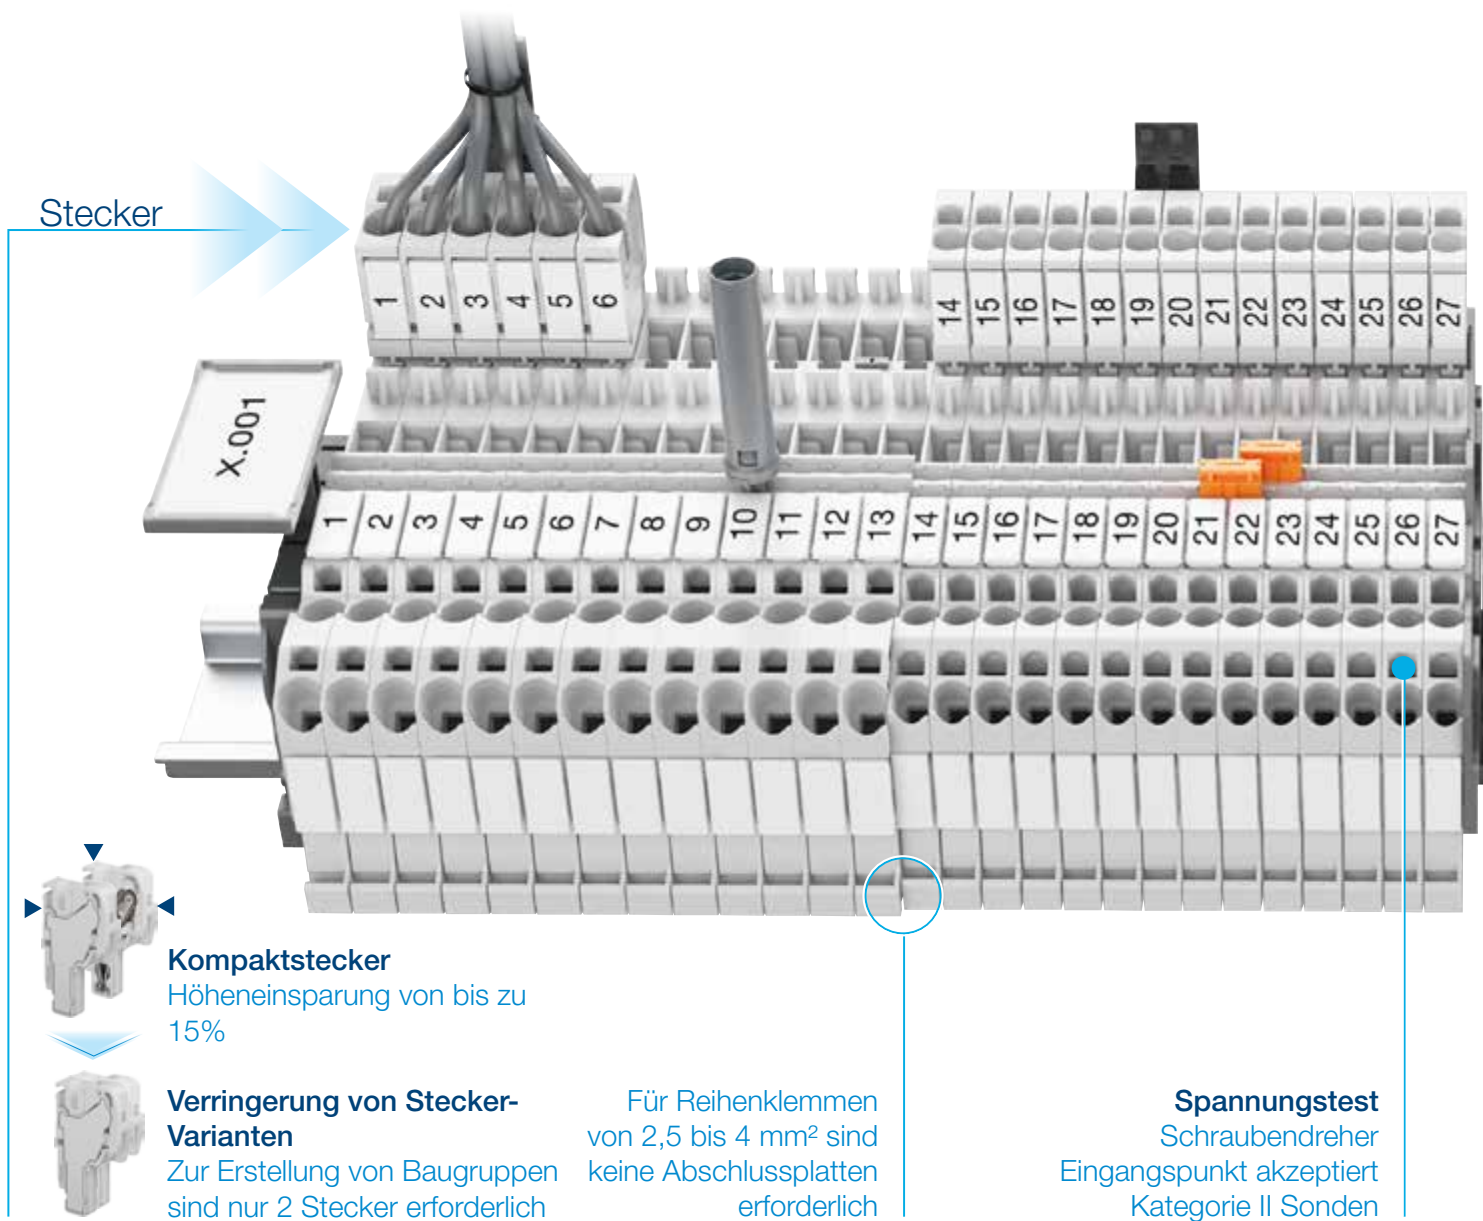 Stecker
1 2 3 4 5 6
14 15 16 17 18 19 20 21 22 23 24 25 26 27
X.001
1 2 3 4 5 6 7 8 9 10 11 12 13 14 15 16 17 18 19 20 21 22 23 24 25 26 27
Kompaktstecker
Höheneinsparung von bis zu
15%
Verringerung von Stecker-
Varianten
Zur Erstellung von Baugruppen
sind nur 2 Stecker erforderlich
Für Reihenklemmen
von 2,5 bis 4 mm² sind
keine Abschlussplatten
erforderlich
Spannungstest
Schraubendreher
Eingangspunkt akzeptiert
Kategorie II Sonden